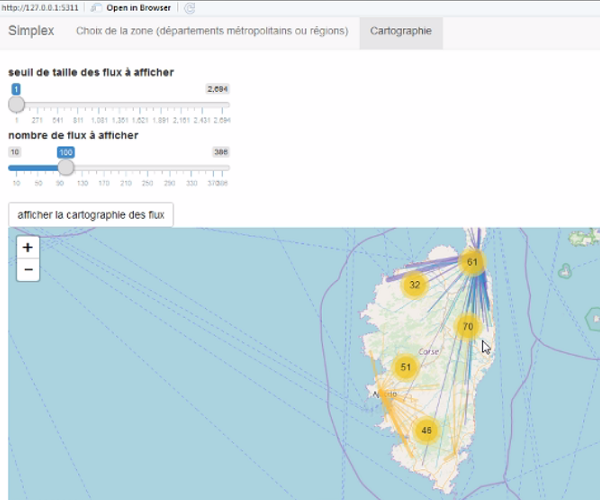 http://127.0.0.1:5311 Open in Browser
Simplex Choix de la zone (départements métropolitains ou régions) Cartographie
seuil de taille des flux à afficher
1 2,694
1 271 541 811 1,081 1,351 1,621 1,891 2,161 2,431 2,694
nombre de flux à afficher
10 100 386
10 50 90 130 170 210 250 290 330 370 386
afficher la cartographie des flux
+
−
61
32
70
Corse
51
46